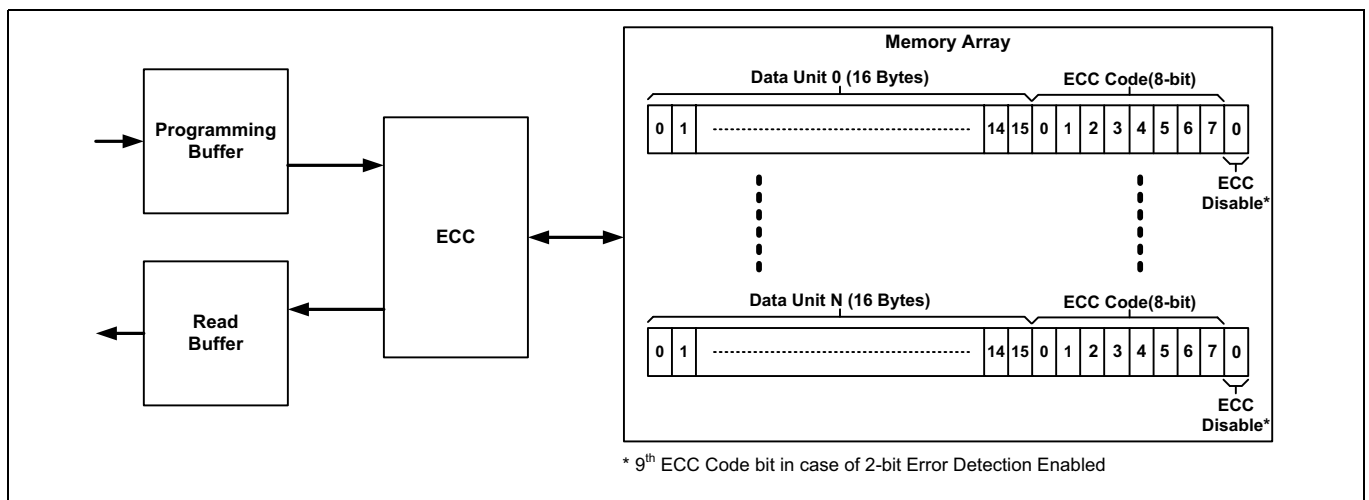 Memory Array
Data Unit 0 (16 Bytes) ECC Code(8-bit)
0 1 14 15 0 1 2 3 4 5 6 7 0
ECC
Disable*
Programming
Buffer
ECC
Read
Buffer
Data Unit N (16 Bytes) ECC Code(8-bit)
0 1 14 15 0 1 2 3 4 5 6 7 0
ECC
Disable*
* 9th ECC Code bit in case of 2-bit Error Detection Enabled